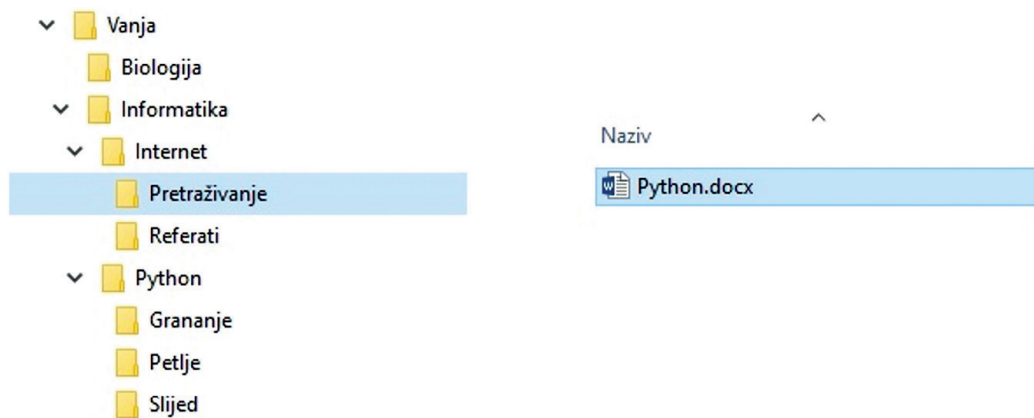 Vanja
Biologija
Informatika
Internet
Pretraživanje
Referati
Python
Grananje
Petlje
Slijed
Naziv
Python.docx